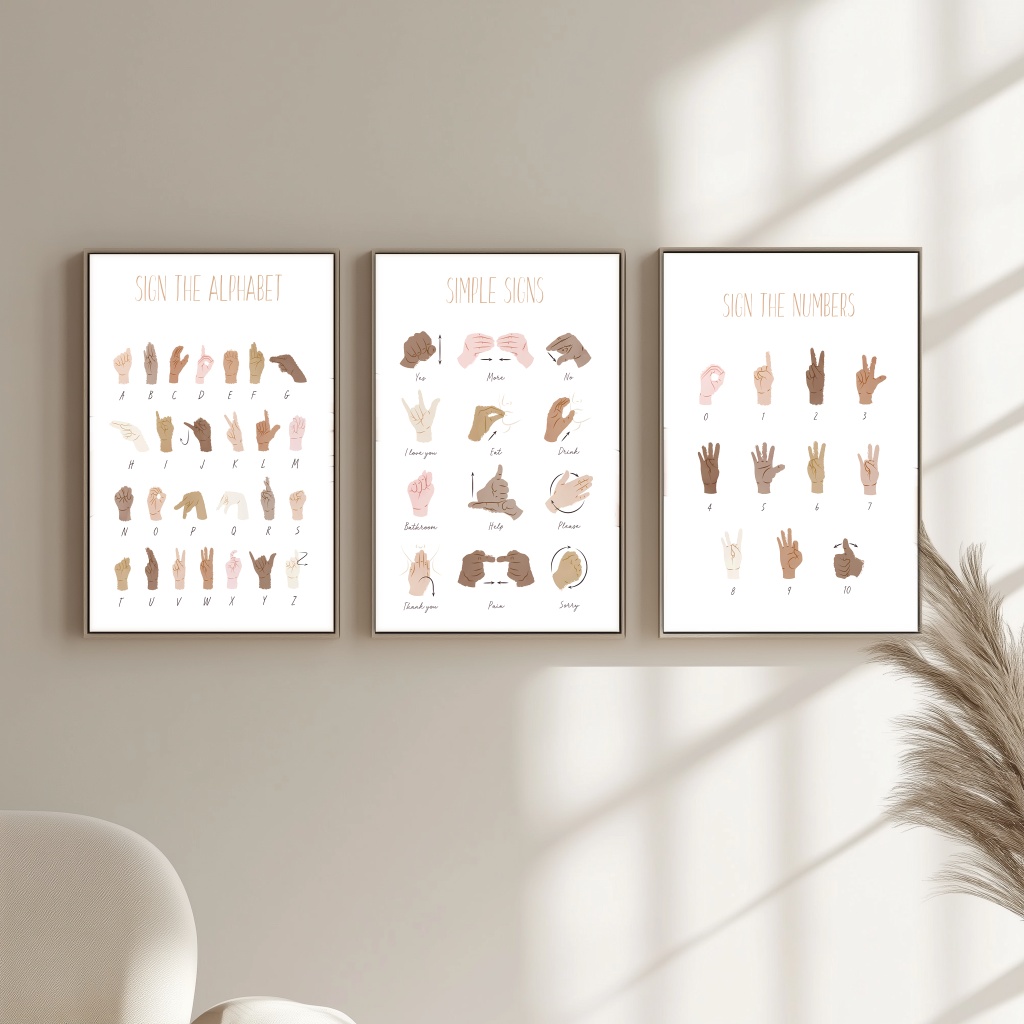 SIGN THE ALPHABET
A B C D E F G
H I J K L M
N O P Q R S
T U V W X Y Z
SIMPLE SIGNS
Yes More No
I love you Eat Drink
Bathroom Help Please
Thank you Pain Sorry
SIGN THE NUMBERS
0 1 2 3
4 5 6 7
8 9 10